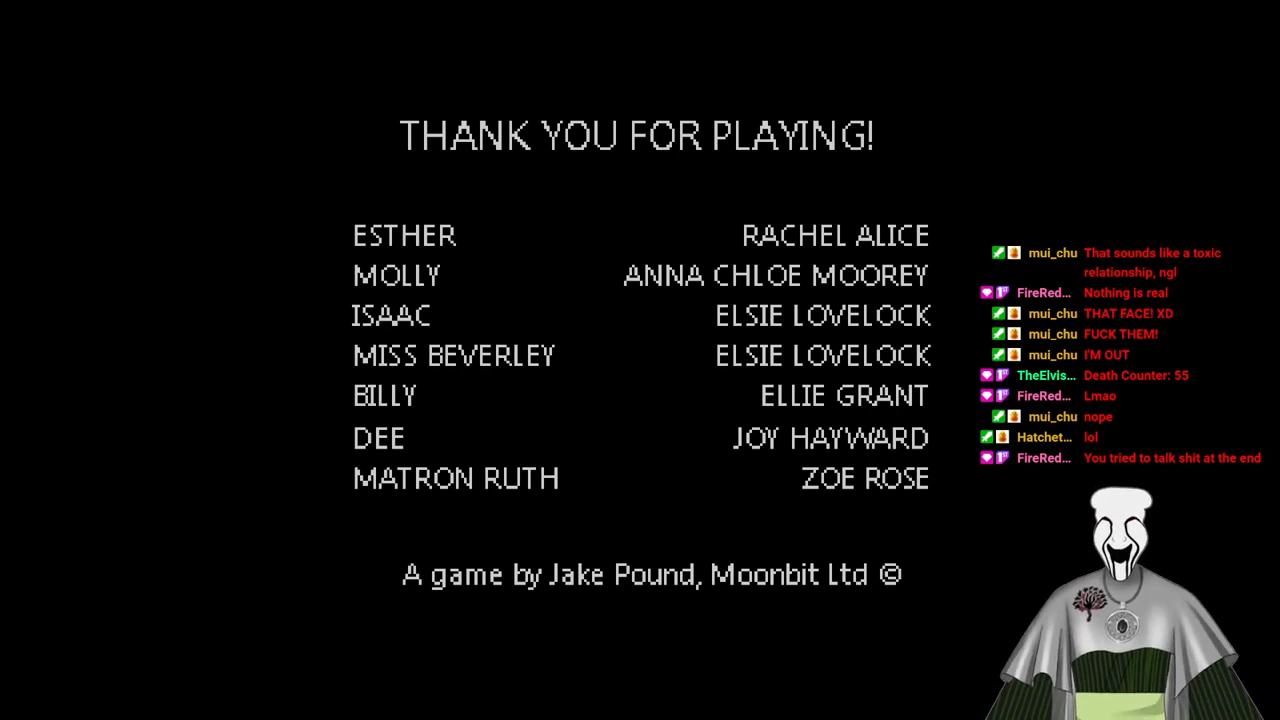 THANK YOU FOR PLAYING!
ESTHER RACHEL ALICE
MOLLY ANNA CHLOE MOOREY
ISAAC ELSIE LOVELOCK
MISS BEVERLEY ELSIE LOVELOCK
BILLY ELLIE GRANT
DEE JOY HAYWARD
MATRON RUTH ZOE ROSE
A game by Jake Pound, Moonbit Ltd ©
mui_chu That sounds like a toxic
relationship, ngl
FireRed... Nothing is real
mui_chu THAT FACE! XD
mui_chu FUCK THEM!
mui_chu I'M OUT
TheElvis... Death Counter: 55
FireRed... Lmao
mui_chu nope
Hatchet... lol
FireRed... You tried to talk shit at the end